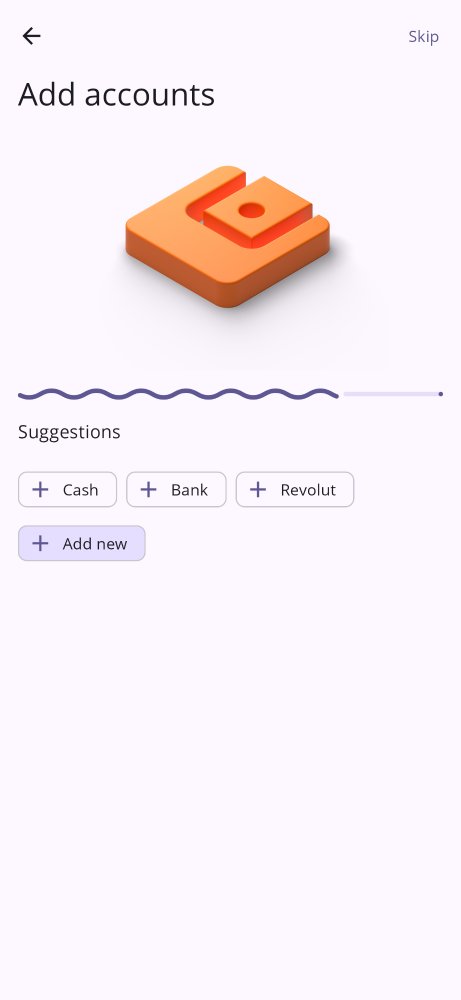 Skip
Add accounts
Suggestions
Cash
Bank
Revolut
Add new